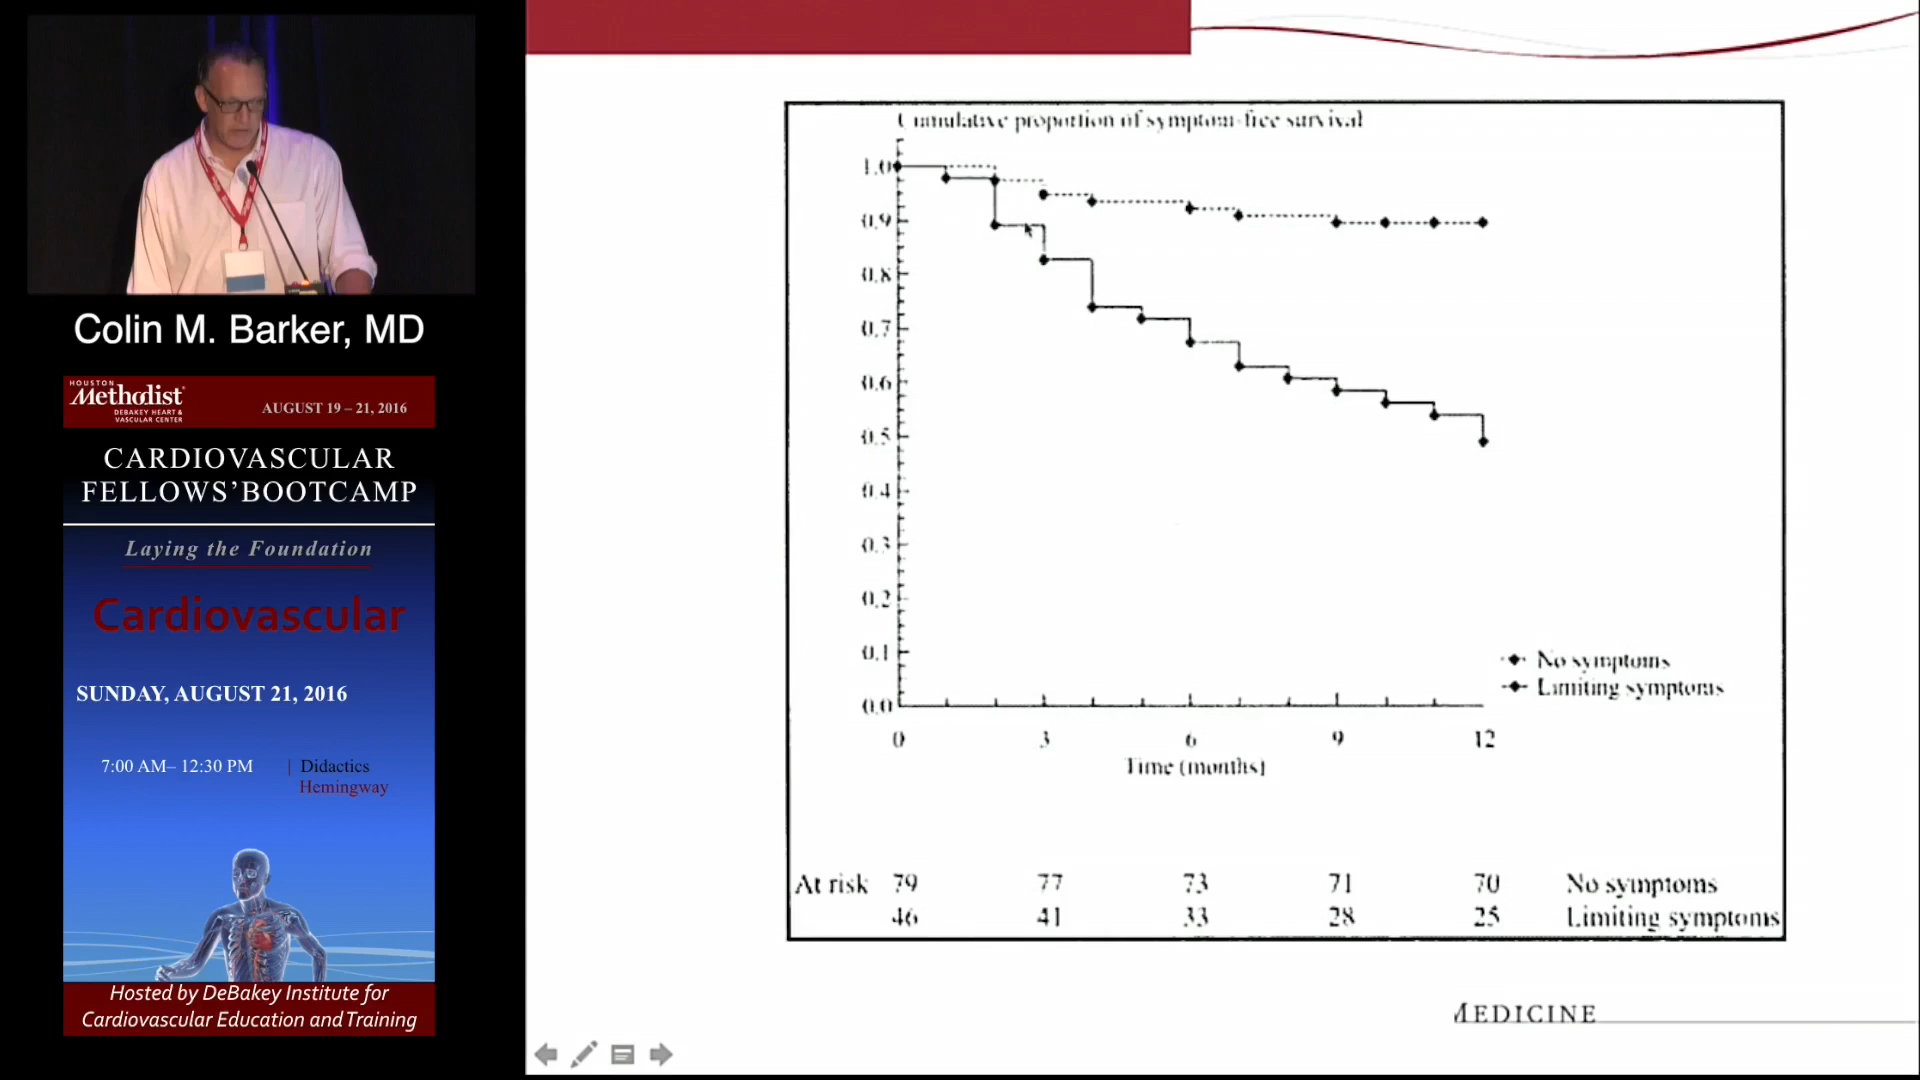 Colin M. Barker, MD
HOUSTON
Methodist
DEBAKEY HEART &
VASCULAR CENTER
AUGUST 19 – 21, 2016
CARDIOVASCULAR
FELLOWS’BOOTCAMP
Laying the Foundation
Cardiovascular
SUNDAY, AUGUST 21, 2016
7:00 AM– 12:30 PM | Didactics
Hemingway
Hosted by DeBakey Institute for
Cardiovascular Education and Training
Cumulative proportion of symptom-free survival
1.0
0.9
0.8
0.7
0.6
0.5
0.4
0.3
0.2
0.1
0.0
0 3 6 9 12
Time (months)
No symptoms
Limiting symptoms
At risk 79 77 73 71 70 No symptoms
46 41 33 28 25 Limiting symptoms
MEDICINE